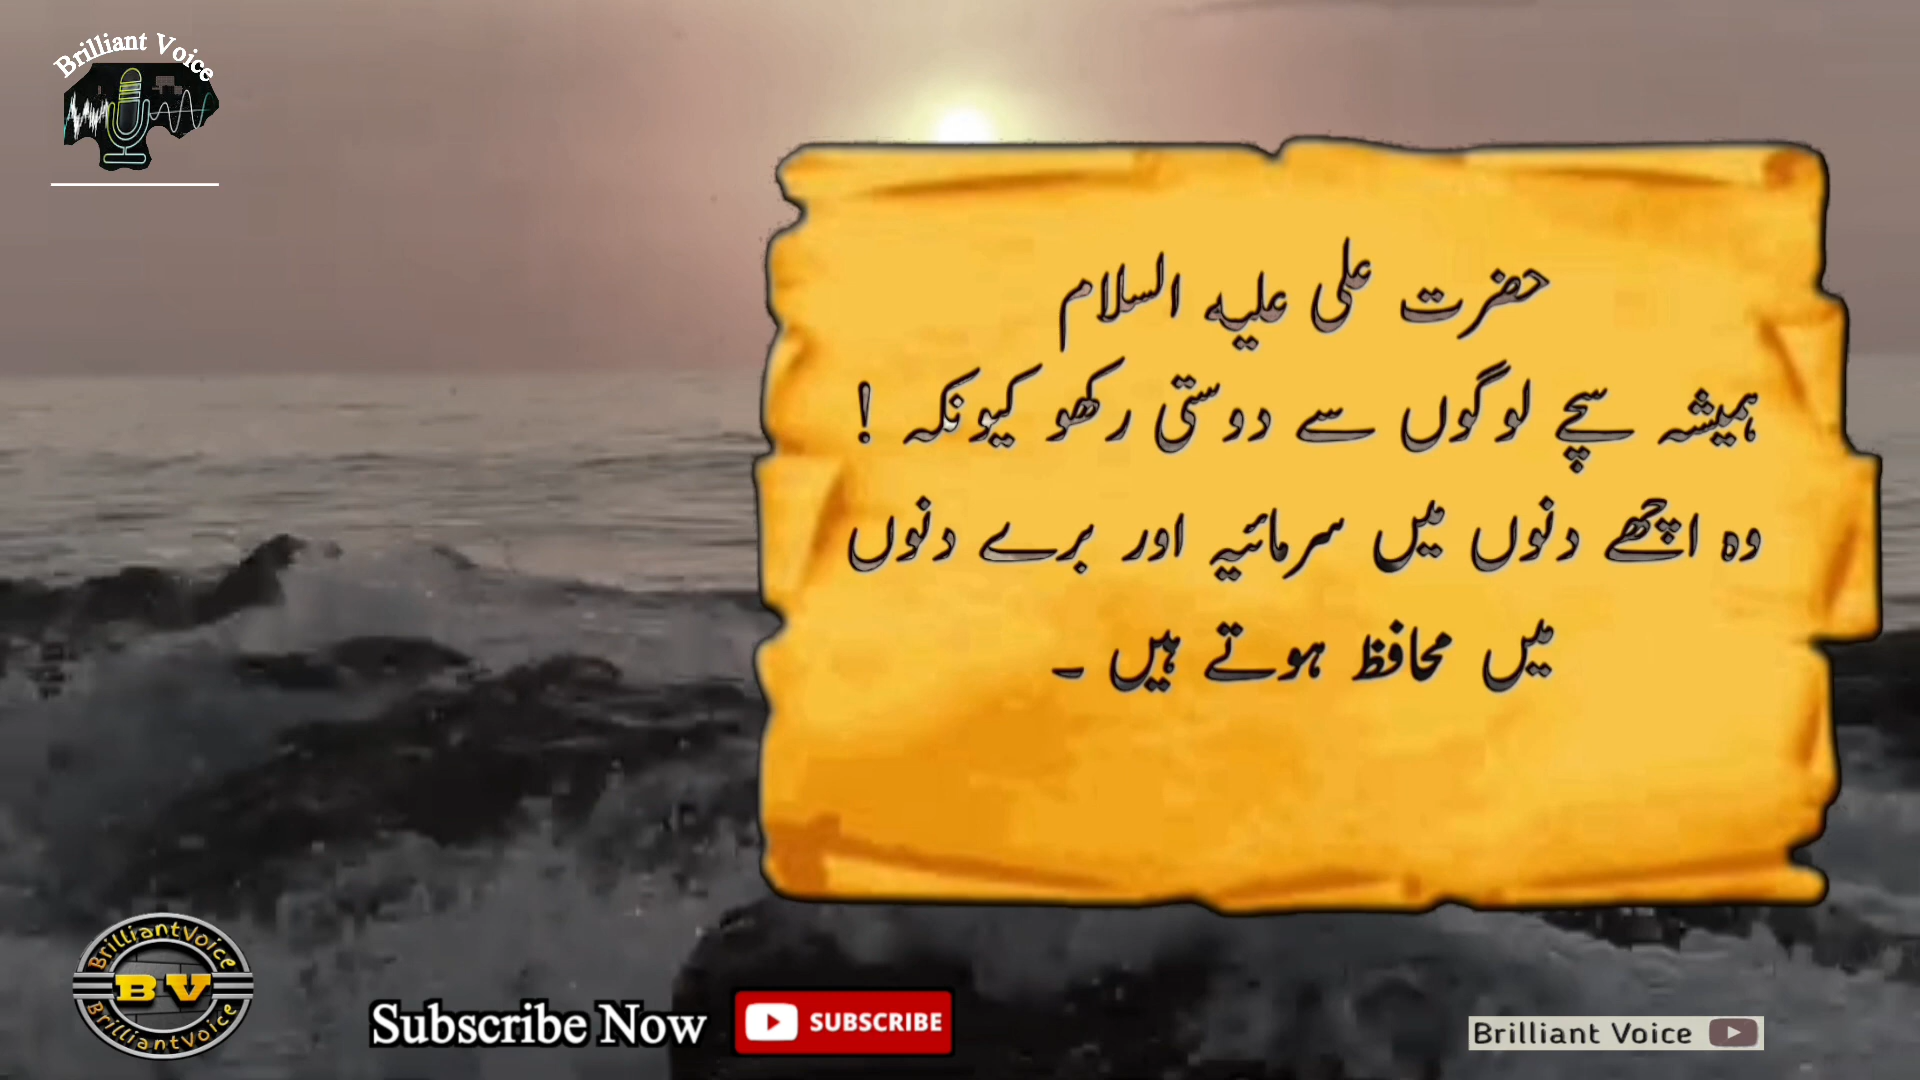 Brilliant Voice
حضرت علی علیہ السلام
ہمیشہ سچے لوگوں سے دوستی رکھو کیونکہ !
وہ اچھے دنوں میں سرمائیہ اور برے دنوں
میں محافظ ہوتے ہیں ۔
BrilliantVoice
BV
BrilliantVoice
Subscribe Now
SUBSCRIBE
Brilliant Voice